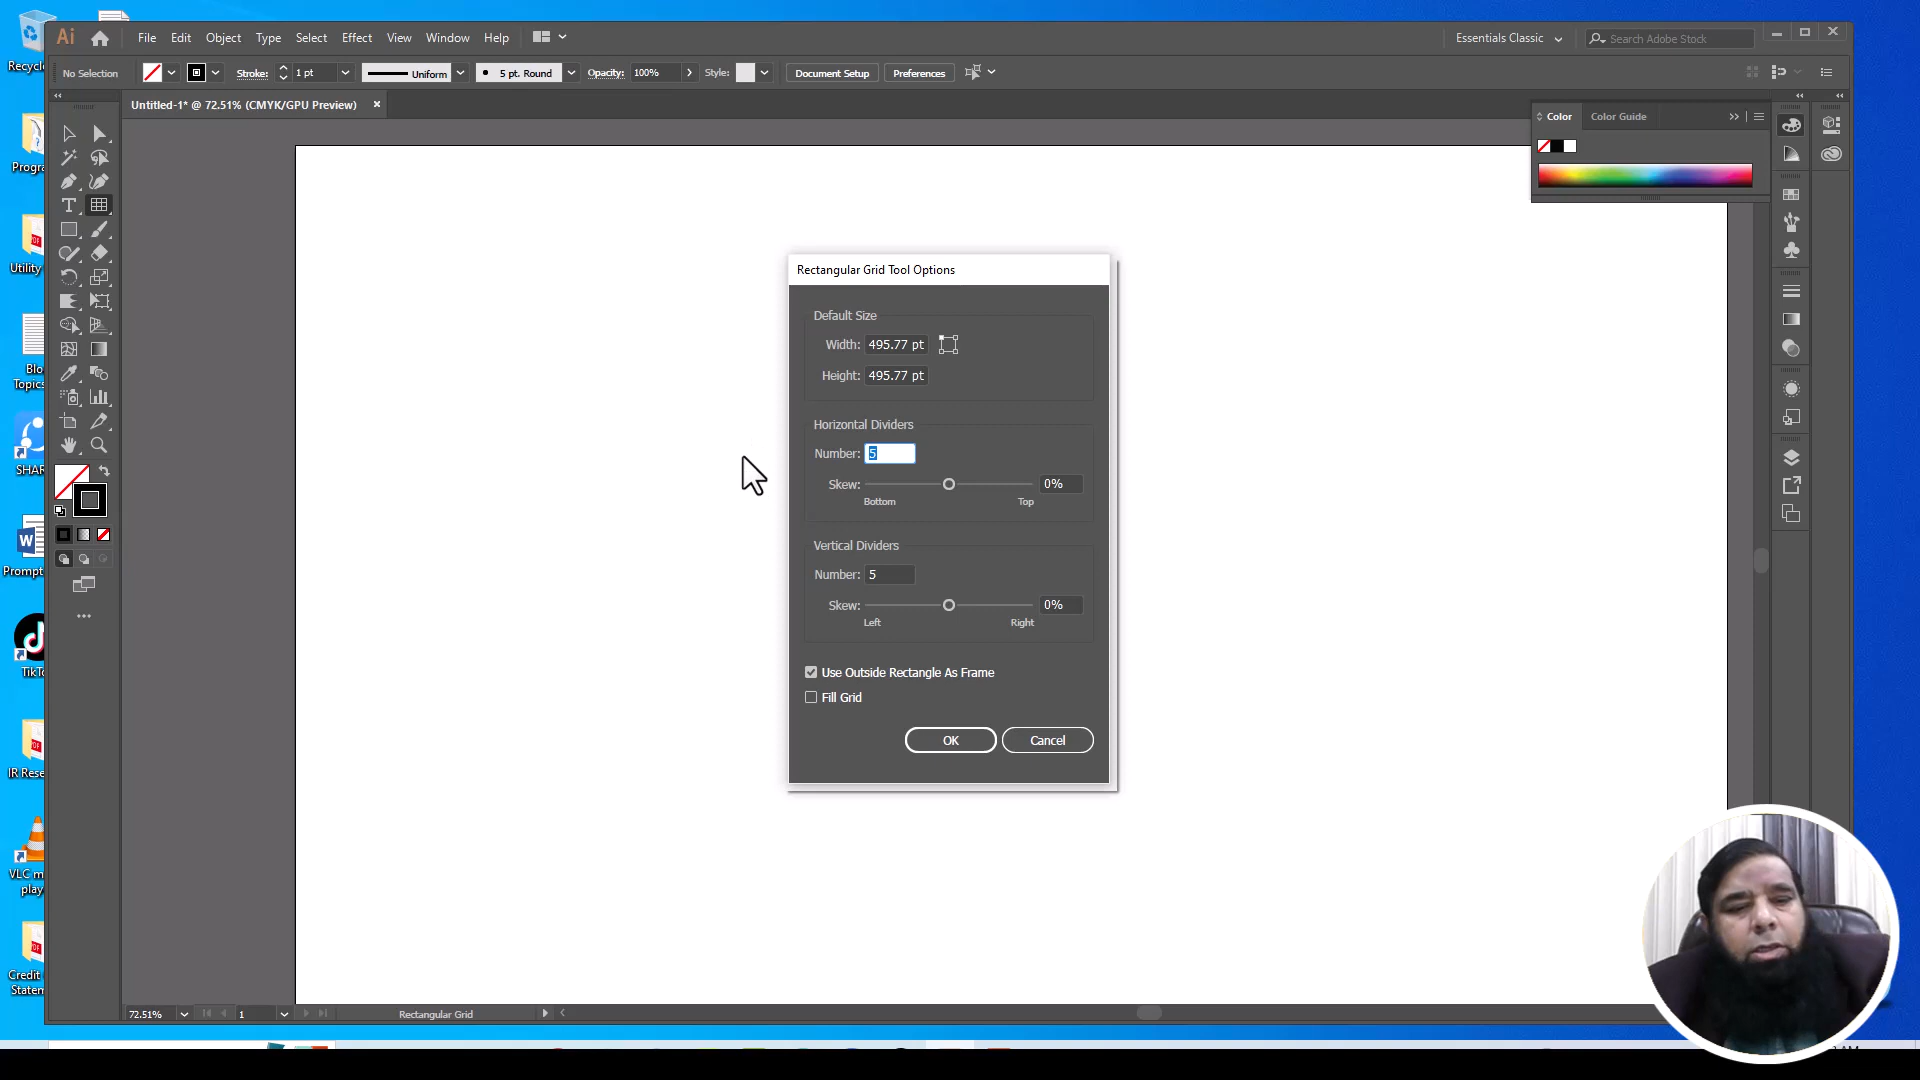 Ai File Edit Object Type Select Effect View Window Help Essentials Classic Search Adobe Stock
No Selection Stroke: 1 pt Uniform 5 pt. Round Opacity: 100% Style: Document Setup Preferences
Untitled-1* @ 72.51% (CMYK/GPU Preview) ×
Color Color Guide
Recycle
Progra
Utility
Blo
Topics
SHAR
Prompt
TikTo
IR Rese
VLC m
play
Credit
Statem
Rectangular Grid Tool Options
Default Size
Width: 495.77 pt
Height: 495.77 pt
Horizontal Dividers
Number: 5
Skew: 0%
Bottom Top
Vertical Dividers
Number: 5
Skew: 0%
Left Right
Use Outside Rectangle As Frame
Fill Grid
OK Cancel
72.51% 1 Rectangular Grid